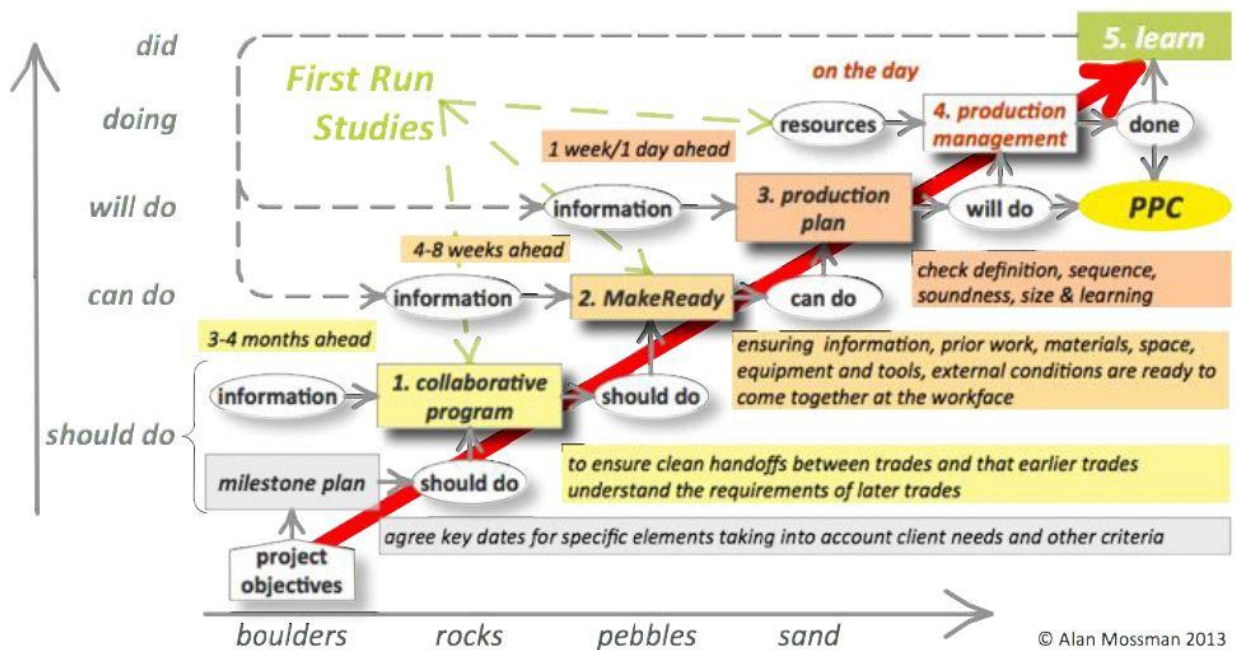 did
5. learn
First Run
Studies
on the day
doing
resources
4. production
management
done
1 week/1 day ahead
will do
information
3. production
plan
will do
PPC
4-8 weeks ahead
check definition, sequence,
soundness, size & learning
can do
information
2. MakeReady
can do
3-4 months ahead
ensuring information, prior work, materials, space,
equipment and tools, external conditions are ready to
come together at the workface
information
1. collaborative
program
should do
should do
to ensure clean handoffs between trades and that earlier trades
understand the requirements of later trades
milestone plan
should do
agree key dates for specific elements taking into account client needs and other criteria
project
objectives
boulders
rocks
pebbles
sand
© Alan Mossman 2013